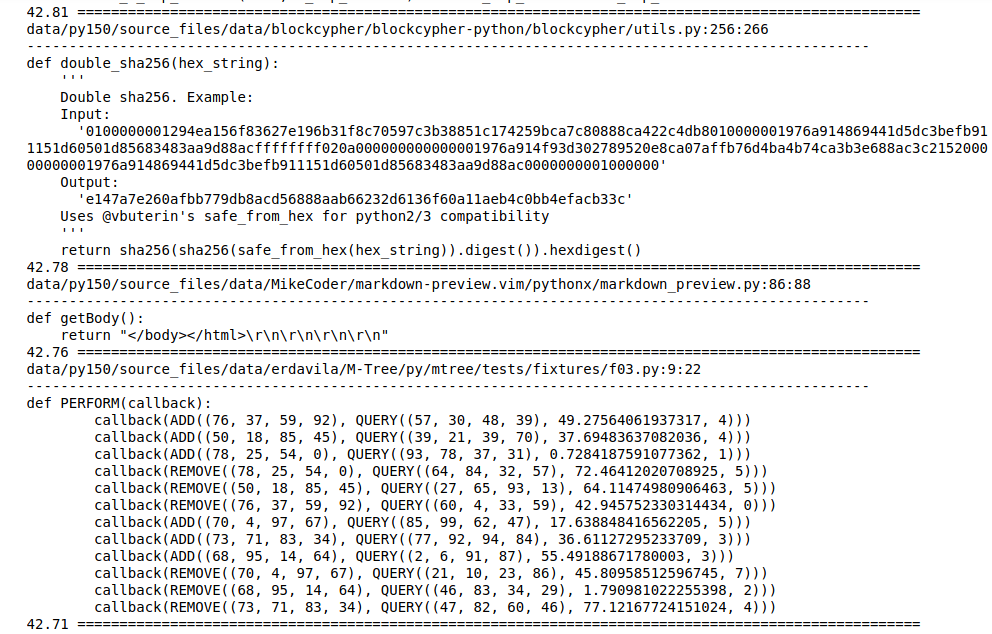 42.81 ====================================================================================================
data/py150/source_files/data/blockcypher/blockcypher-python/blockcypher/utils.py:256:266
----------------------------------------------------------------------------------------------------
def double_sha256(hex_string):
    '''
    Double sha256. Example:
    Input:
      '0100000001294ea156f83627e196b31f8c70597c3b38851c174259bca7c80888ca422c4db8010000001976a914869441d5dc3befb91
1151d60501d85683483aa9d88acffffffff020a000000000000001976a914f93d302789520e8ca07affb76d4ba4b74ca3b3e688ac3c2152000
00000001976a914869441d5dc3befb911151d60501d85683483aa9d88ac0000000001000000'
    Output:
      'e147a7e260afbb779db8acd56888aab66232d6136f60a11aeb4c0bb4efacb33c'
    Uses @vbuterin's safe_from_hex for python2/3 compatibility
    '''
    return sha256(sha256(safe_from_hex(hex_string)).digest()).hexdigest()
42.78 ====================================================================================================
data/py150/source_files/data/MikeCoder/markdown-preview.vim/pythonx/markdown_preview.py:86:88
----------------------------------------------------------------------------------------------------
def getBody():
    return "</body></html>\r\n\r\n\r\n\r\n"
42.76 ====================================================================================================
data/py150/source_files/data/erdavila/M-Tree/py/mtree/tests/fixtures/f03.py:9:22
----------------------------------------------------------------------------------------------------
def PERFORM(callback):
        callback(ADD((76, 37, 59, 92), QUERY((57, 30, 48, 39), 49.27564061937317, 4)))
        callback(ADD((50, 18, 85, 45), QUERY((39, 21, 39, 70), 37.69483637082036, 4)))
        callback(ADD((78, 25, 54, 0), QUERY((93, 78, 37, 31), 0.7284187591077362, 1)))
        callback(REMOVE((78, 25, 54, 0), QUERY((64, 84, 32, 57), 72.46412020708925, 5)))
        callback(REMOVE((50, 18, 85, 45), QUERY((27, 65, 93, 13), 64.11474980906463, 5)))
        callback(REMOVE((76, 37, 59, 92), QUERY((60, 4, 33, 59), 42.945752330314434, 0)))
        callback(ADD((70, 4, 97, 67), QUERY((85, 99, 62, 47), 17.638848416562205, 5)))
        callback(ADD((73, 71, 83, 34), QUERY((77, 92, 94, 84), 36.61127295233709, 3)))
        callback(ADD((68, 95, 14, 64), QUERY((2, 6, 91, 87), 55.49188671780003, 3)))
        callback(REMOVE((70, 4, 97, 67), QUERY((21, 10, 23, 86), 45.80958512596745, 7)))
        callback(REMOVE((68, 95, 14, 64), QUERY((46, 83, 34, 29), 1.790981022255398, 2)))
        callback(REMOVE((73, 71, 83, 34), QUERY((47, 82, 60, 46), 77.12167724151024, 4)))
42.71 ====================================================================================================